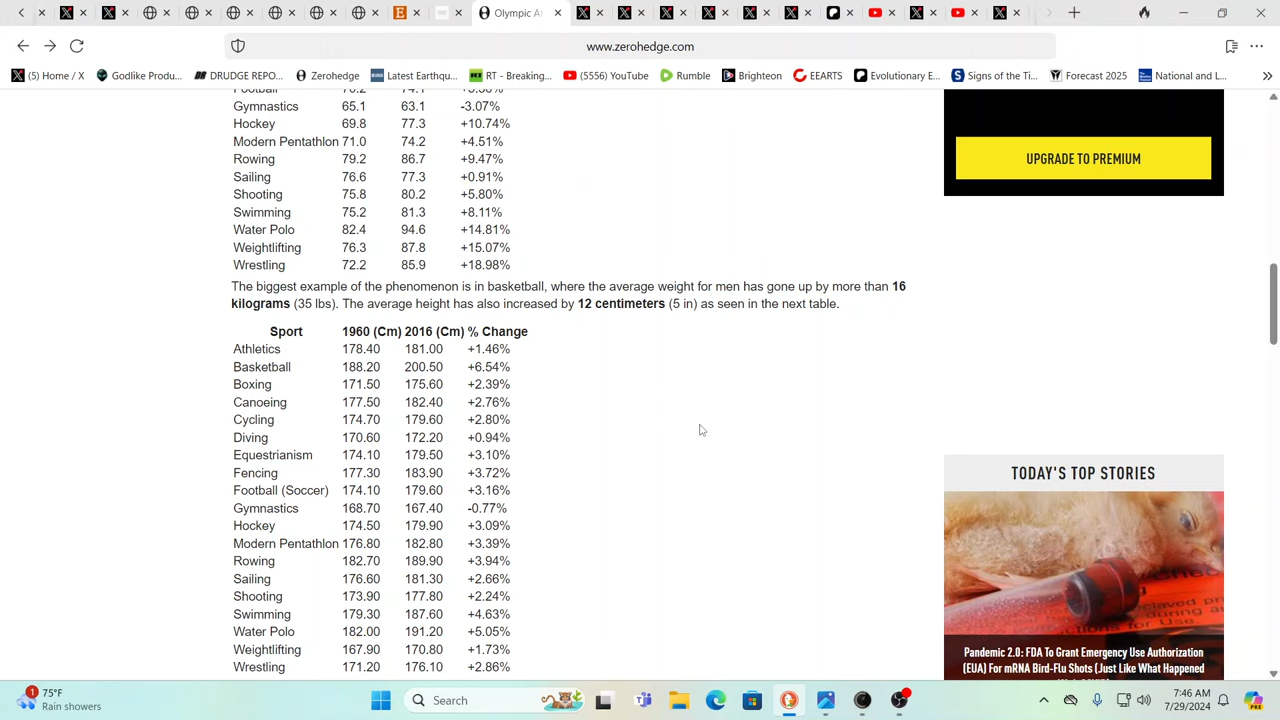 Olympic A
(5) Home / X
Godlike Produ...
DRUDGE REPO...
Zerohedge
Latest Earthqu...
RT - Breaking...
(5556) YouTube
Rumble
Brighteon
EEARTS
Evolutionary E...
Signs of the Ti...
Forecast 2025
National and L...
www.zerohedge.com
Gymnastics 65.1 63.1 -3.07%
Hockey 69.8 77.3 +10.74%
Modern Pentathlon 71.0 74.2 +4.51%
Rowing 79.2 86.7 +9.47%
Sailing 76.6 77.3 +0.91%
Shooting 75.8 80.2 +5.80%
Swimming 75.2 81.3 +8.11%
Water Polo 82.4 94.6 +14.81%
Weightlifting 76.3 87.8 +15.07%
Wrestling 72.2 85.9 +18.98%
The biggest example of the phenomenon is in basketball, where the average weight for men has gone up by more than 16
kilograms (35 lbs). The average height has also increased by 12 centimeters (5 in) as seen in the next table.
Sport 1960 (Cm) 2016 (Cm) % Change
Athletics 178.40 181.00 +1.46%
Basketball 188.20 200.50 +6.54%
Boxing 171.50 175.60 +2.39%
Canoeing 177.50 182.40 +2.76%
Cycling 174.70 179.60 +2.80%
Diving 170.60 172.20 +0.94%
Equestrianism 174.10 179.50 +3.10%
Fencing 177.30 183.90 +3.72%
Football (Soccer) 174.10 179.60 +3.16%
Gymnastics 168.70 167.40 -0.77%
Hockey 174.50 179.90 +3.09%
Modern Pentathlon 176.80 182.80 +3.39%
Rowing 182.70 189.90 +3.94%
Sailing 176.60 181.30 +2.66%
Shooting 173.90 177.80 +2.24%
Swimming 179.30 187.60 +4.63%
Water Polo 182.00 191.20 +5.05%
Weightlifting 167.90 170.80 +1.73%
Wrestling 171.20 176.10 +2.86%
UPGRADE TO PREMIUM
TODAY'S TOP STORIES
Pandemic 2.0: FDA To Grant Emergency Use Authorization
(EUA) For mRNA Bird-Flu Shots (Just Like What Happened
1
75°F
Rain showers
Search
7:46 AM
7/29/2024